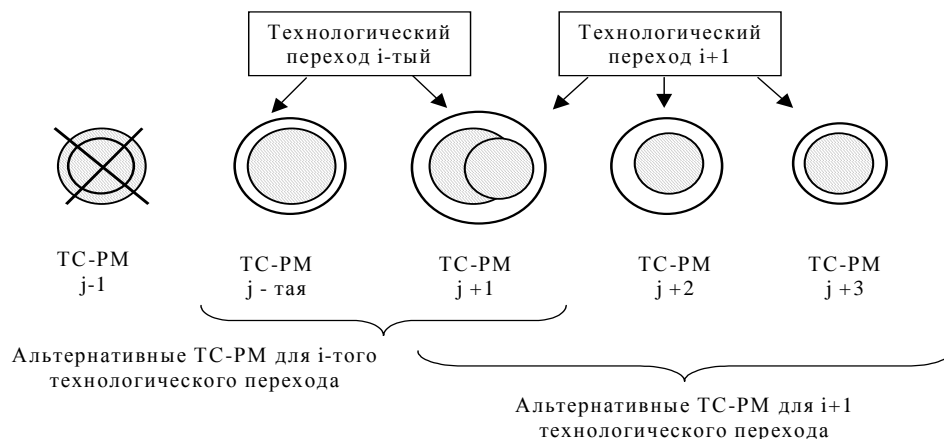 Технологический
переход i-тый
Технологический
переход i+1
ТС-РМ
j-1
ТС-РМ
j - тая
ТС-РМ
j +1
ТС-РМ
j +2
ТС-РМ
j +3
Альтернативные ТС-РМ для i-того
технологического перехода
Альтернативные ТС-РМ для i+1
технологического перехода